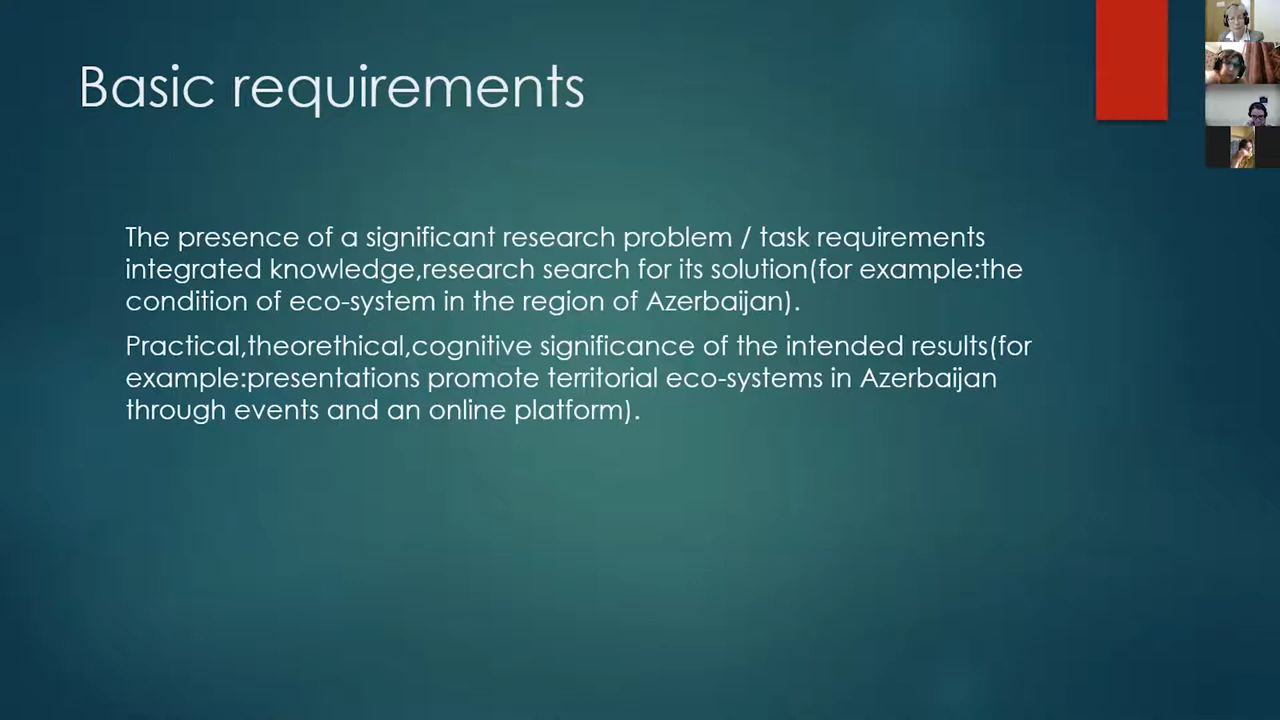 Basic requirements
The presence of a significant research problem / task requirements
integrated knowledge,research search for its solution(for example:the
condition of eco-system in the region of Azerbaijan).
Practical,theorethical,cognitive significance of the intended results(for
example:presentations promote territorial eco-systems in Azerbaijan
through events and an online platform).